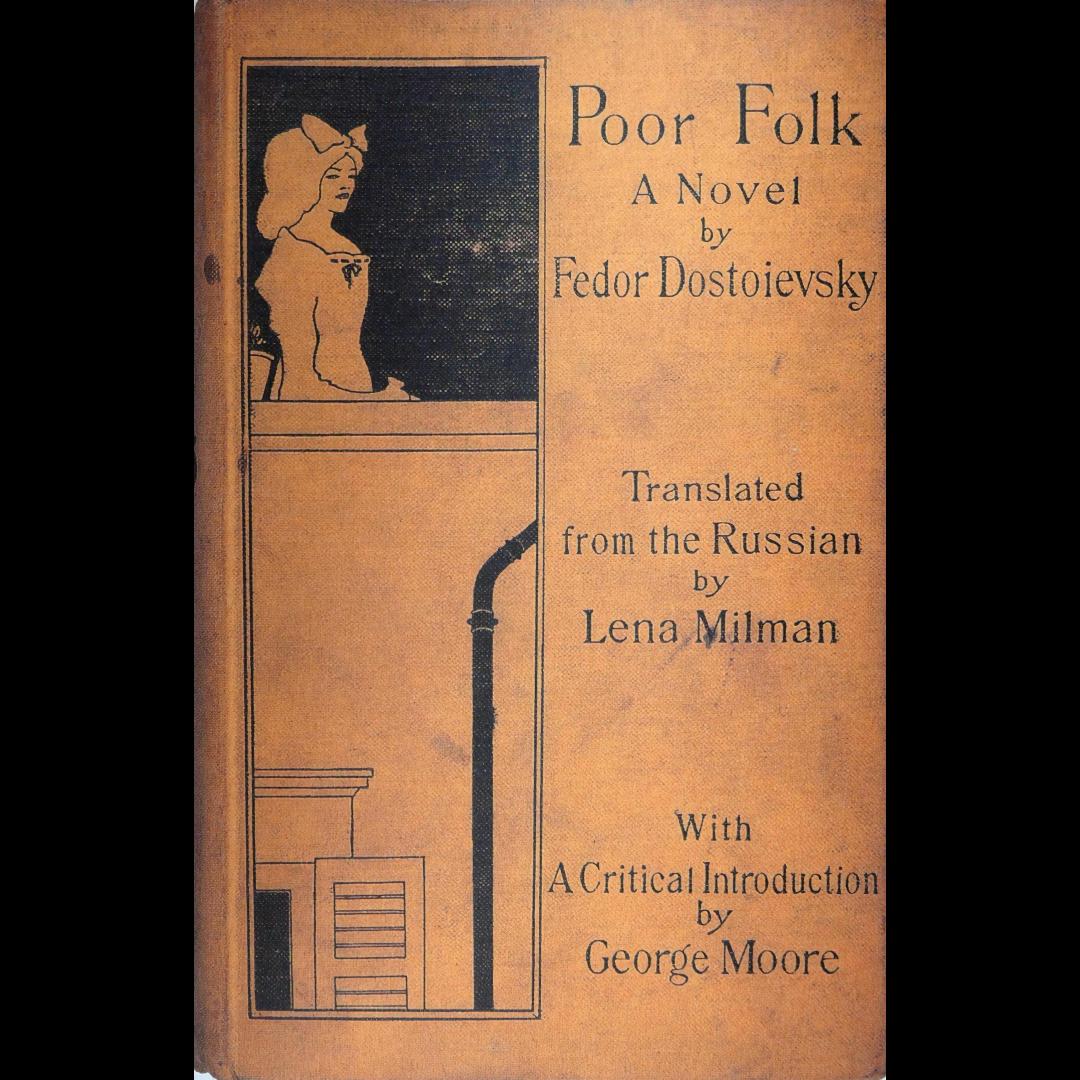 Poor Folk
A Novel
by
Fedor Dostoievsky
Translated
from the Russian
by
Lena Milman
With
A Critical Introduction
by
George Moore